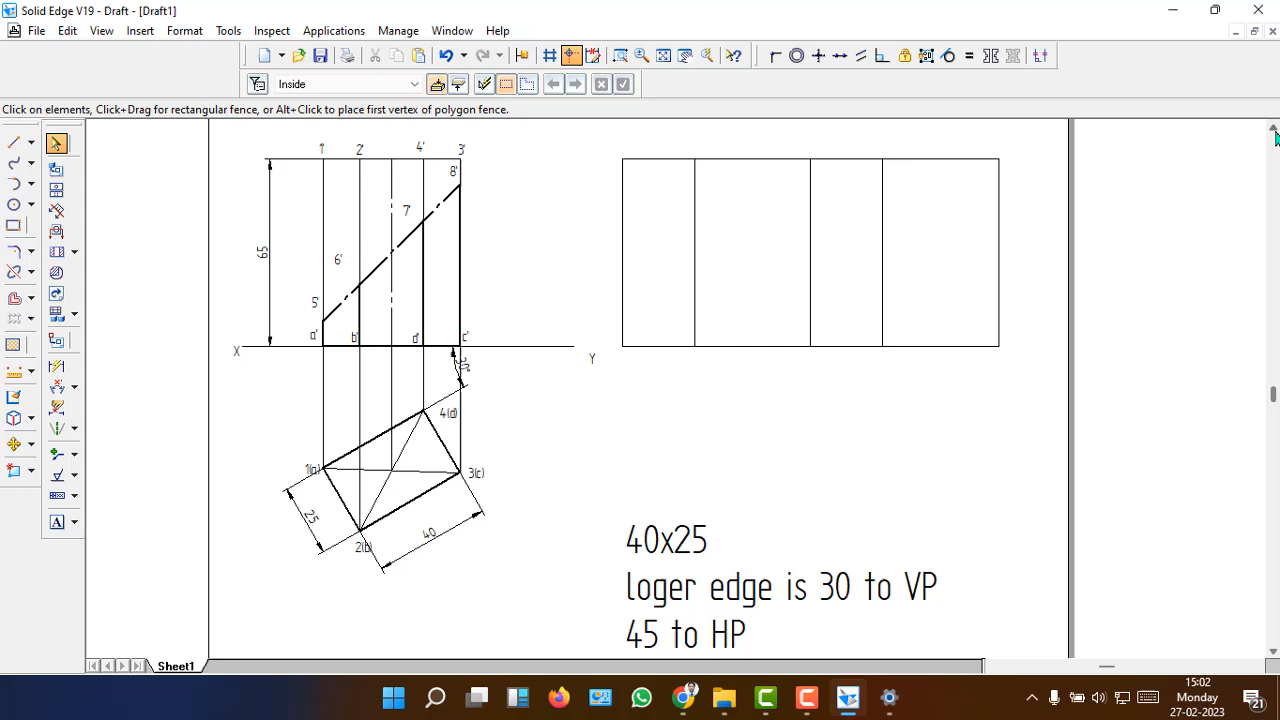 Solid Edge V19 - Draft - [Draft1]
File Edit View Insert Format Tools Inspect Applications Manage Window Help
Inside
Click on elements, Click+Drag for rectangular fence, or Alt+Click to place first vertex of polygon fence.
1' 2' 4' 3'
8'
7'
65
6'
5'
a' b' d' c'
X
Y
30°
4(d)
1(a)
3(c)
25
40
2(b)
40x25
loger edge is 30 to VP
45 to HP
A
Sheet1
15:02
Monday
27-02-2023
21